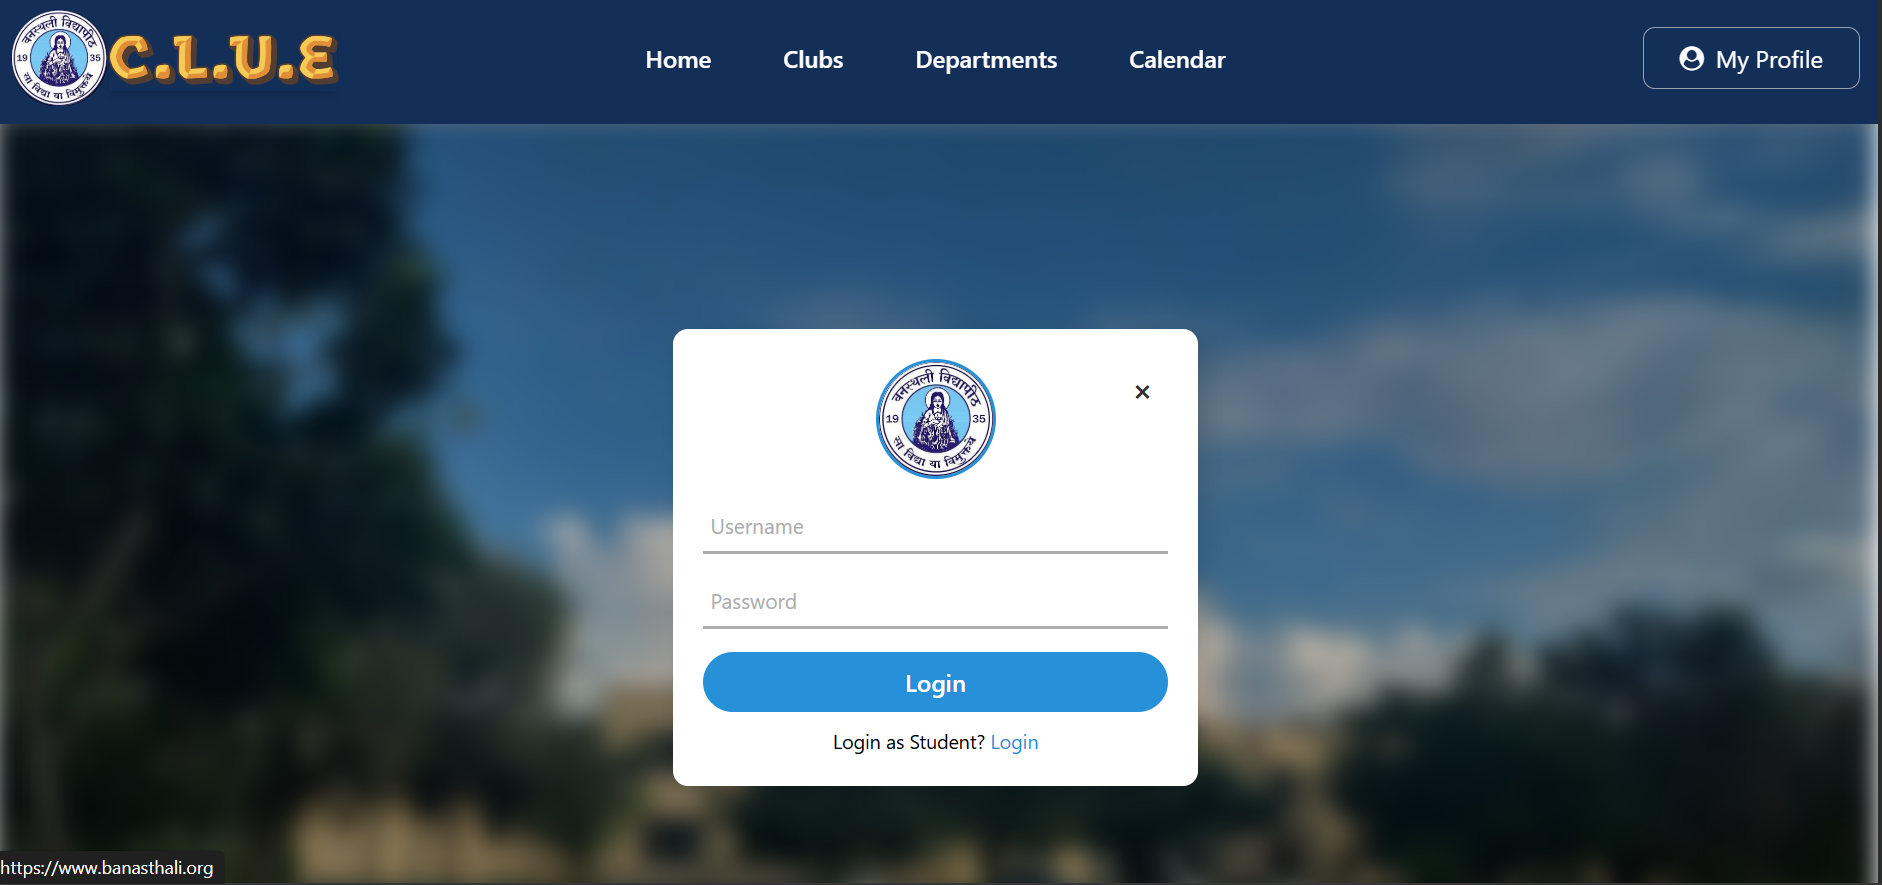 वनस्थली विद्यापीठ
19 35
सा विद्या या विमुक्तये
C.L.U.E
Home
Clubs
Departments
Calendar
My Profile
वनस्थली विद्यापीठ
19 35
सा विद्या या विमुक्तये
×
Username
Password
Login
Login as Student? Login
https://www.banasthali.org